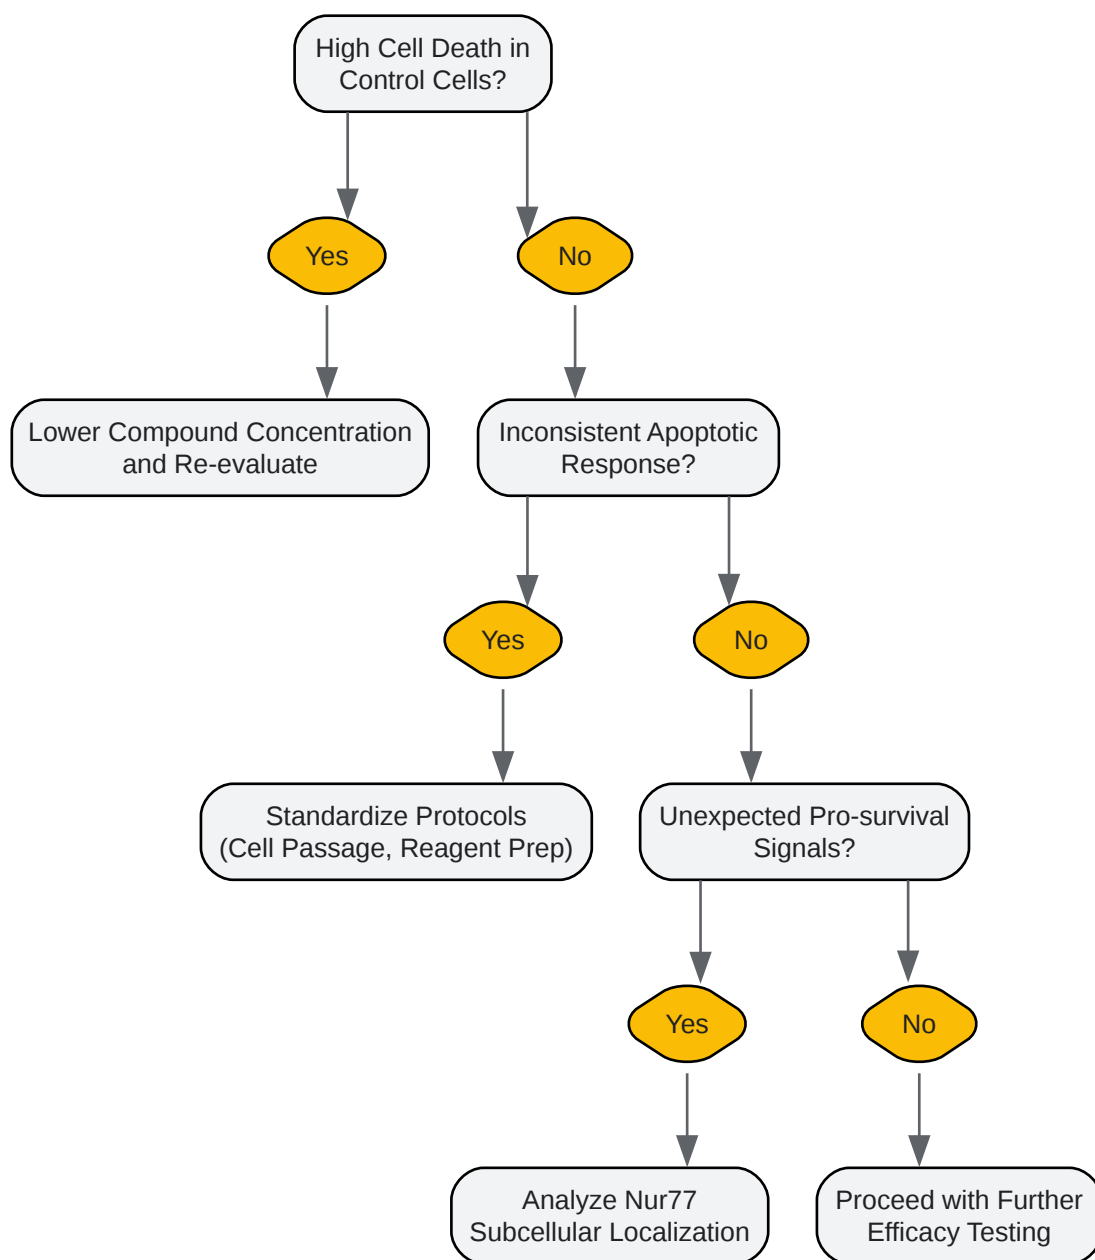 High Cell Death in
Control Cells?
Yes
No
Lower Compound Concentration
and Re-evaluate
Inconsistent Apoptotic
Response?
Yes
No
Standardize Protocols
(Cell Passage, Reagent Prep)
Unexpected Pro-survival
Signals?
Yes
No
Analyze Nur77
Subcellular Localization
Proceed with Further
Efficacy Testing